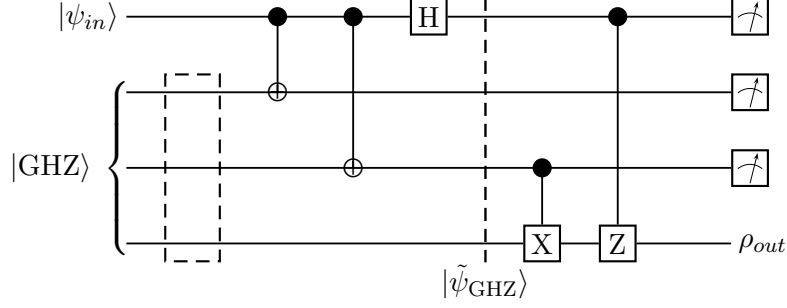 |ψ_in⟩
H
|GHZ⟩
X
Z
ρ_out
|ψ̃_GHZ⟩